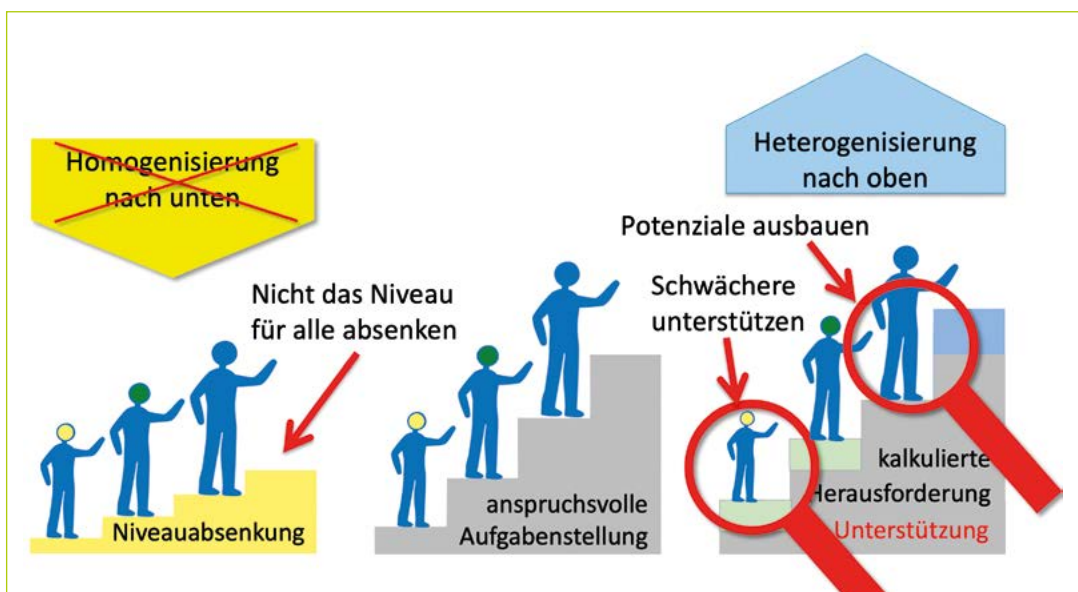 Homogenisierung
nach unten
Heterogenisierung
nach oben
Potenziale ausbauen
Nicht das Niveau
für alle absenken
Schwächere
unterstützen
Niveauabsenkung
anspruchsvolle
Aufgabenstellung
kalkulierte
Herausforderung
Unterstützung